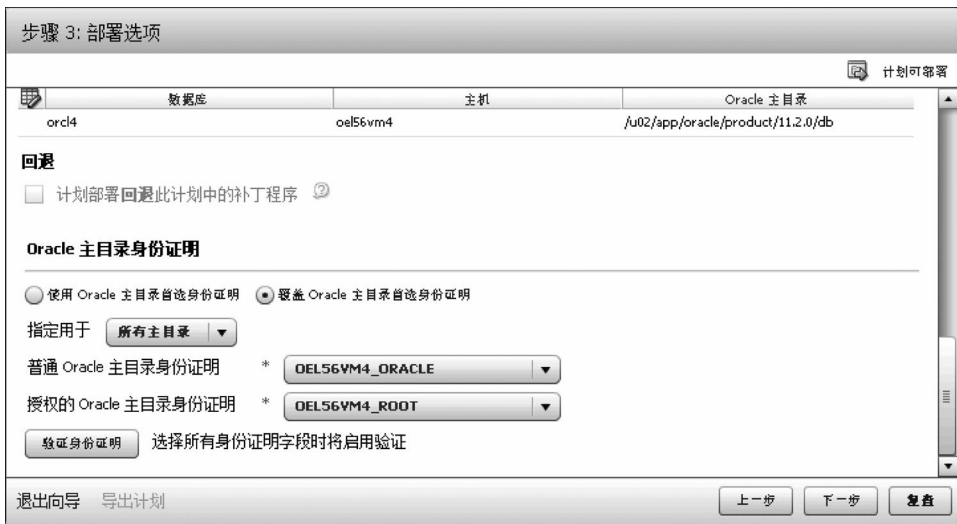 步骤 3: 部署选项
计划可部署
数据库 主机 Oracle 主目录
orcl4 oel56vm4 /u02/app/oracle/product/11.2.0/db
回退
计划部署回退此计划中的补丁程序
Oracle 主目录身份证明
使用 Oracle 主目录首选身份证明 覆盖 Oracle 主目录首选身份证明
指定用于 所有主目录
普通 Oracle 主目录身份证明 * OEL56VM4_ORACLE
授权的 Oracle 主目录身份证明 * OEL56VM4_ROOT
验证身份证明 选择所有身份证明字段时将启用验证
退出向导 导出计划 上一步 下一步 复查